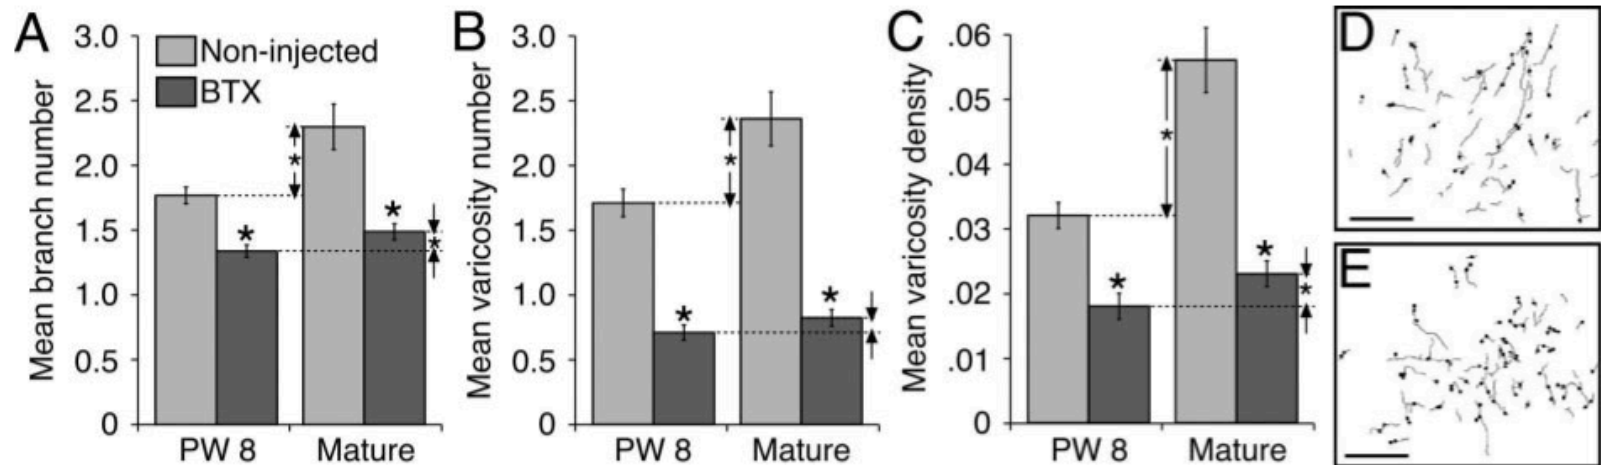 A
Mean branch number
3.0
2.5
2.0
1.5
1.0
0.5
0
Non-injected
BTX
*
*
*
*
PW 8
Mature
B
Mean varicosity number
3.0
2.5
2.0
1.5
1.0
0.5
0
*
*
*
PW 8
Mature
C
Mean varicosity density
.06
.05
.04
.03
.02
.01
0
*
*
*
*
PW 8
Mature
D
E